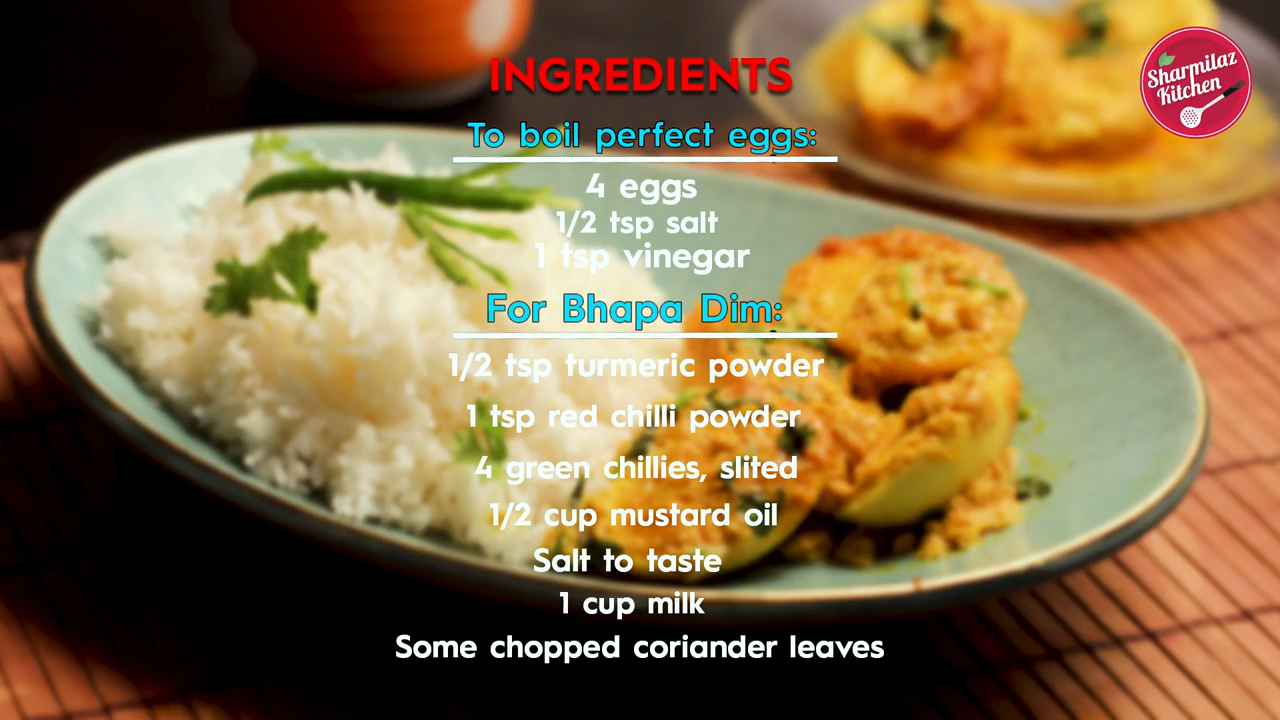 INGREDIENTS
Sharmilaz
Kitchen
To boil perfect eggs:
4 eggs
1/2 tsp salt
1 tsp vinegar
For Bhapa Dim:
1/2 tsp turmeric powder
1 tsp red chilli powder
4 green chillies, slited
1/2 cup mustard oil
Salt to taste
1 cup milk
Some chopped coriander leaves